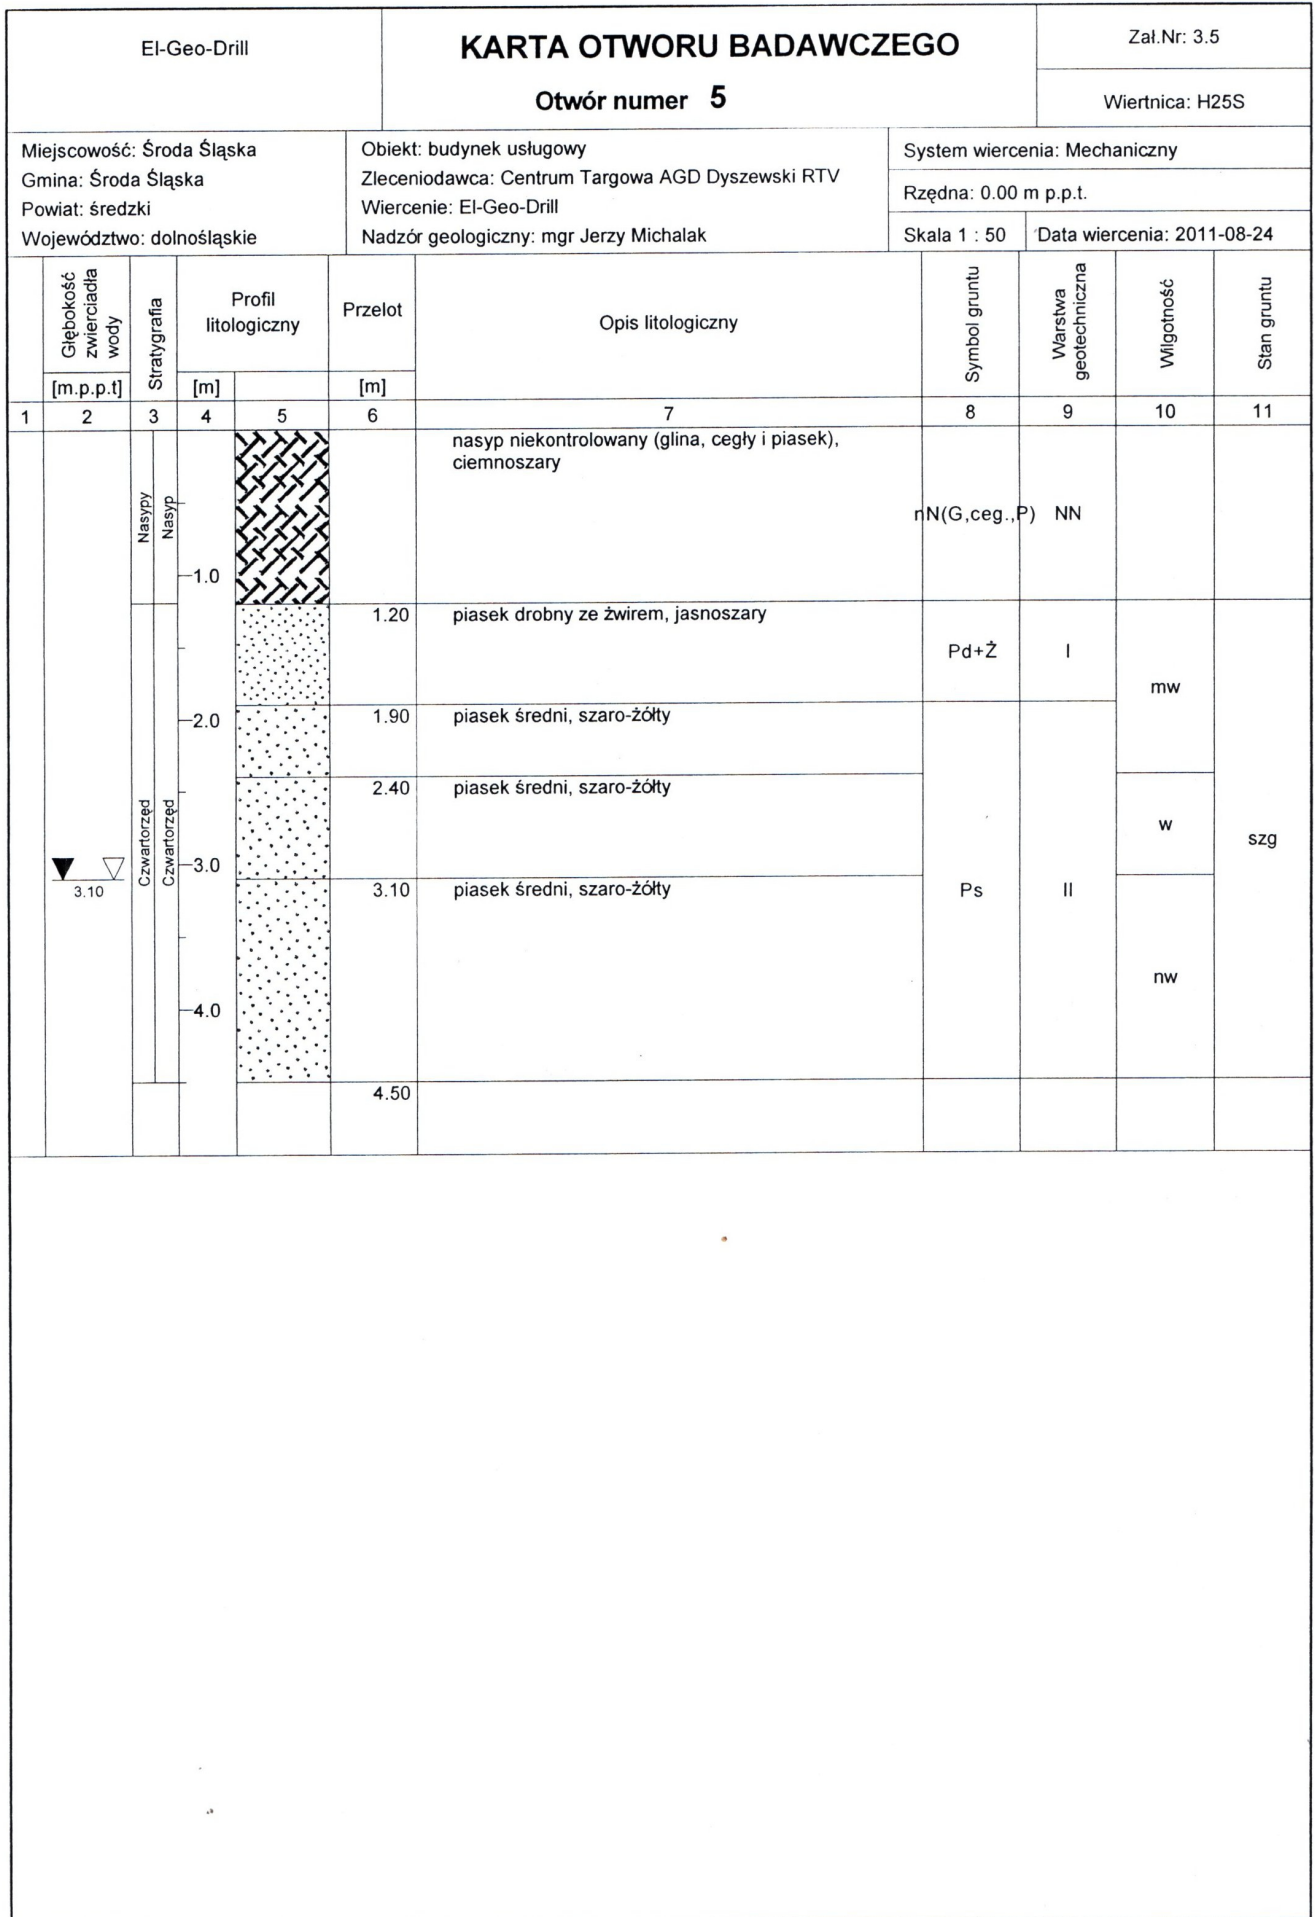 El-Geo-Drill
KARTA OTWORU BADAWCZEGO
Otwór numer 5
Zał.Nr: 3.5
Wiertnica: H25S
Miejscowość: Środa Śląska
Gmina: Środa Śląska
Powiat: średzki
Województwo: dolnośląskie
Obiekt: budynek usługowy
Zleceniodawca: Centrum Targowa AGD Dyszewski RTV
Wiercenie: El-Geo-Drill
Nadzór geologiczny: mgr Jerzy Michalak
System wiercenia: Mechaniczny
Rzędna: 0.00 m p.p.t.
Skala 1 : 50
Data wiercenia: 2011-08-24
Głębokość
zwierciadła
wody
[m.p.p.t]
Stratygrafia
Profil
litologiczny
[m]
Przelot
[m]
Opis litologiczny
Symbol gruntu
Warstwa
geotechniczna
Wilgotność
Stan gruntu
1 2 3 4 5 6 7 8 9 10 11
Nasypy
Nasyp
nasyp niekontrolowany (glina, cegły i piasek),
ciemnoszary
nN(G,ceg.,P) NN
1.0
1.20 piasek drobny ze żwirem, jasnoszary
Pd+Ż I
mw
2.0
1.90 piasek średni, szaro-żółty
2.40 piasek średni, szaro-żółty
w
szg
Czwartorzęd
Czwartorzęd
3.0
3.10
3.10 piasek średni, szaro-żółty
Ps II
nw
4.0
4.50